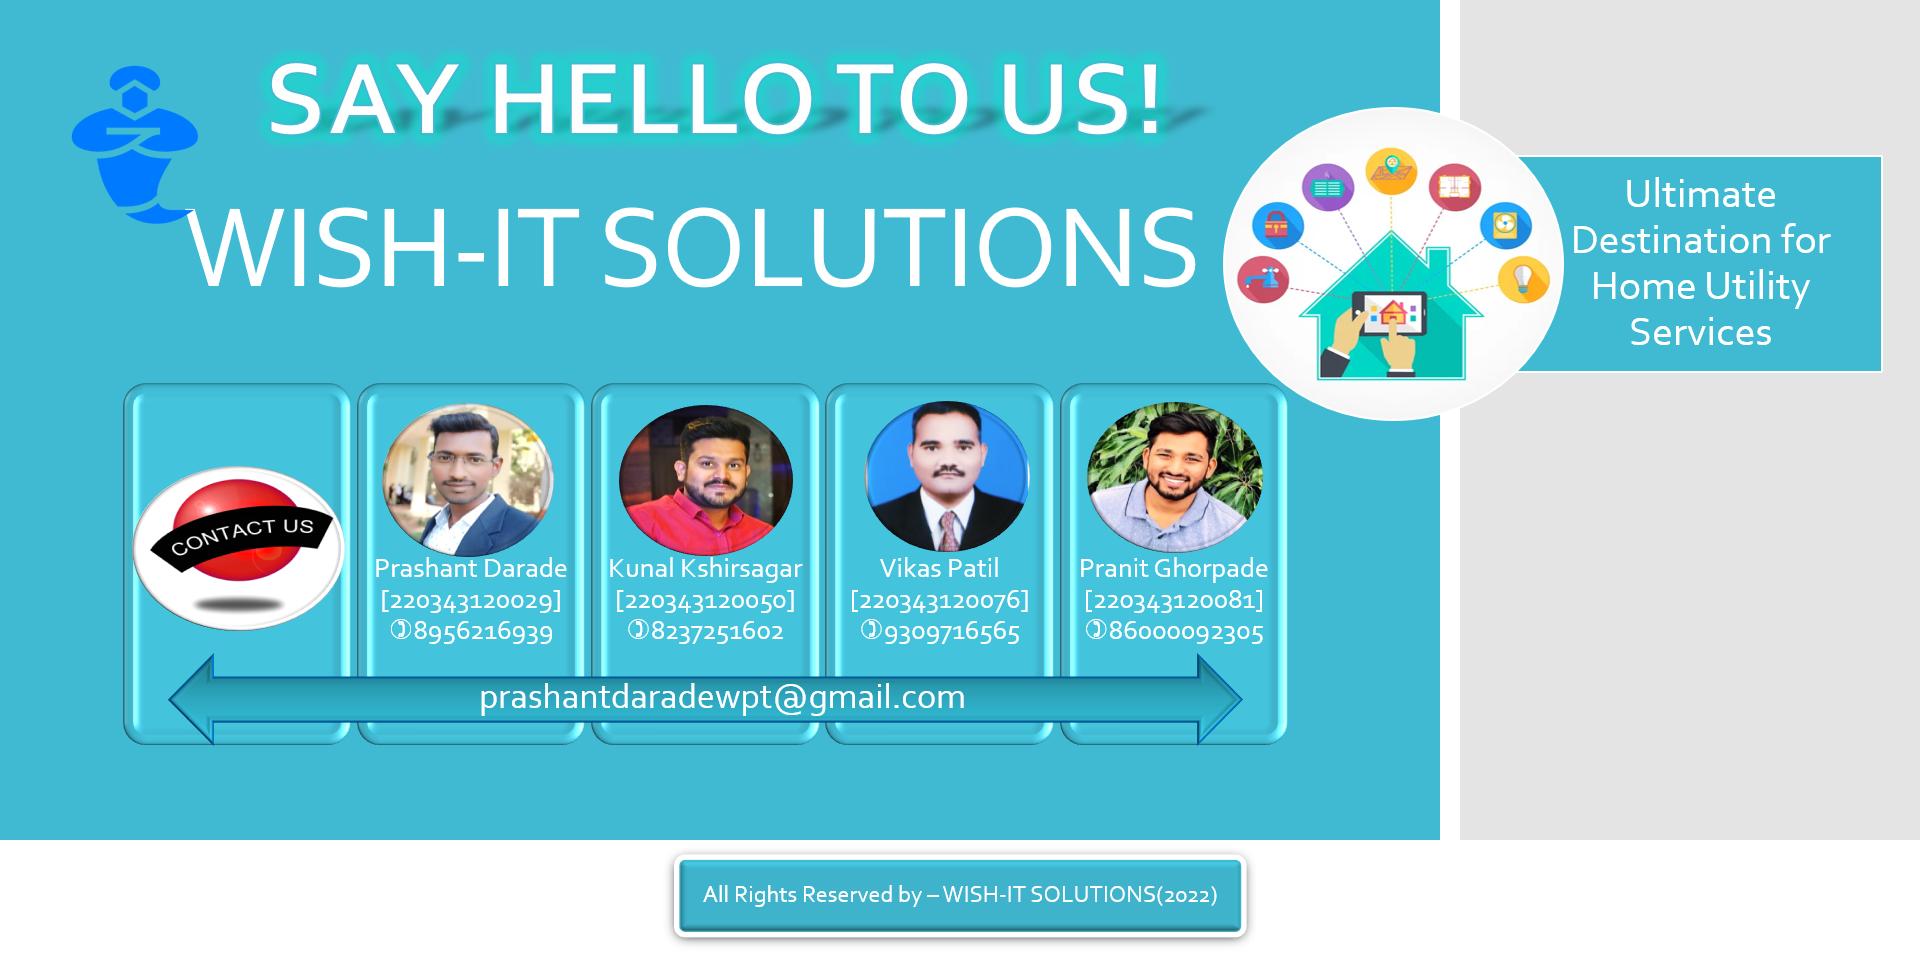 SAY HELLO TO US!
WISH-IT SOLUTIONS
Ultimate
Destination for
Home Utility
Services
CONTACT US
Prashant Darade
[220343120029]
✆8956216939
Kunal Kshirsagar
[220343120050]
✆8237251602
Vikas Patil
[220343120076]
✆9309716565
Pranit Ghorpade
[220343120081]
✆86000092305
prashantdaradewpt@gmail.com
All Rights Reserved by – WISH-IT SOLUTIONS(2022)